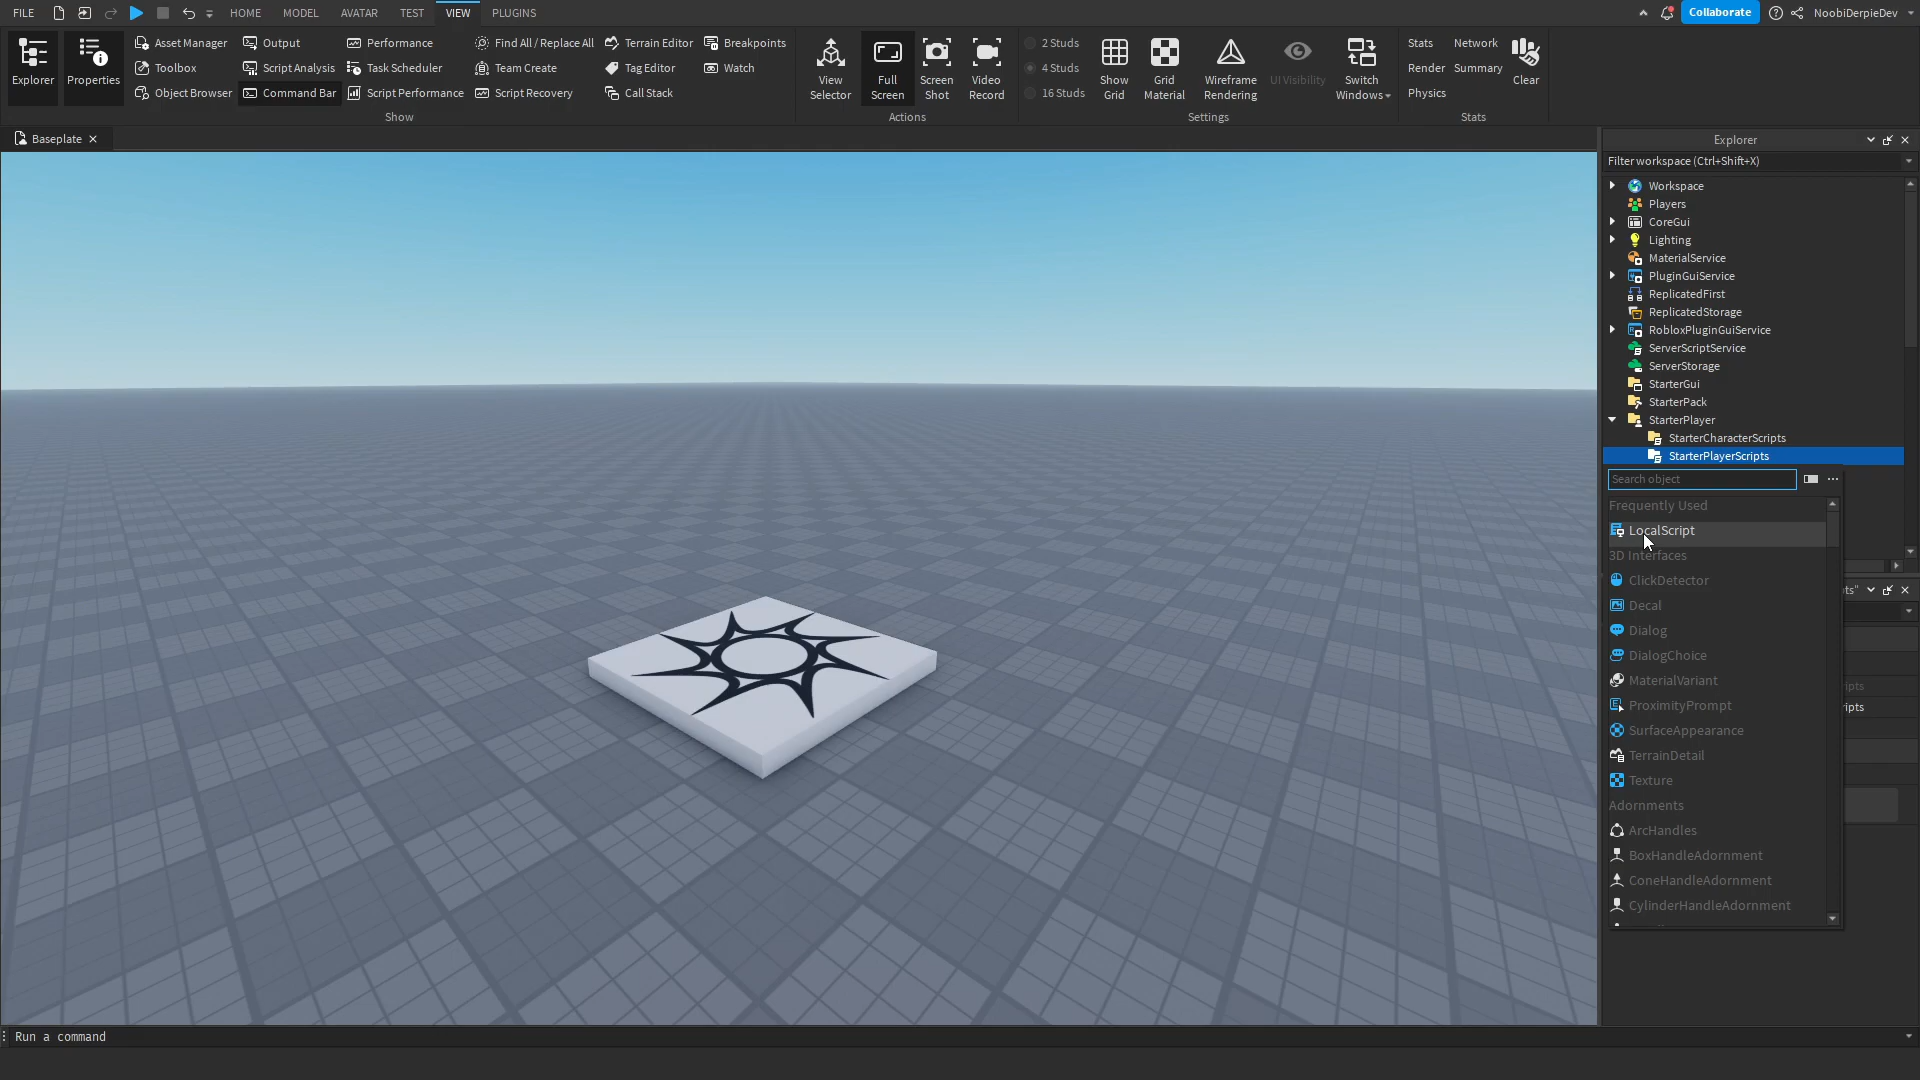 FILE HOME MODEL AVATAR TEST VIEW PLUGINS Collaborate NoobiDerpieDev
Explorer
Properties
Asset Manager
Toolbox
Object Browser
Output
Script Analysis
Command Bar
Performance
Task Scheduler
Script Performance
Find All / Replace All
Team Create
Script Recovery
Terrain Editor
Tag Editor
Call Stack
Breakpoints
Watch
Show
View
Selector
Full
Screen
Screen
Shot
Video
Record
Actions
2 Studs
4 Studs
16 Studs
Show
Grid
Grid
Material
Wireframe
Rendering
UI Visibility
Switch
Windows
Settings
Stats
Network
Render
Summary
Physics
Clear
Stats
Baseplate
Explorer
Filter workspace (Ctrl+Shift+X)
Workspace
Players
CoreGui
Lighting
MaterialService
PluginGuiService
ReplicatedFirst
ReplicatedStorage
RobloxPluginGuiService
ServerScriptService
ServerStorage
StarterGui
StarterPack
StarterPlayer
StarterCharacterScripts
StarterPlayerScripts
Search object
Frequently Used
LocalScript
3D Interfaces
ClickDetector
Decal
Dialog
DialogChoice
MaterialVariant
ProximityPrompt
SurfaceAppearance
TerrainDetail
Texture
Adornments
ArcHandles
BoxHandleAdornment
ConeHandleAdornment
CylinderHandleAdornment
Run a command